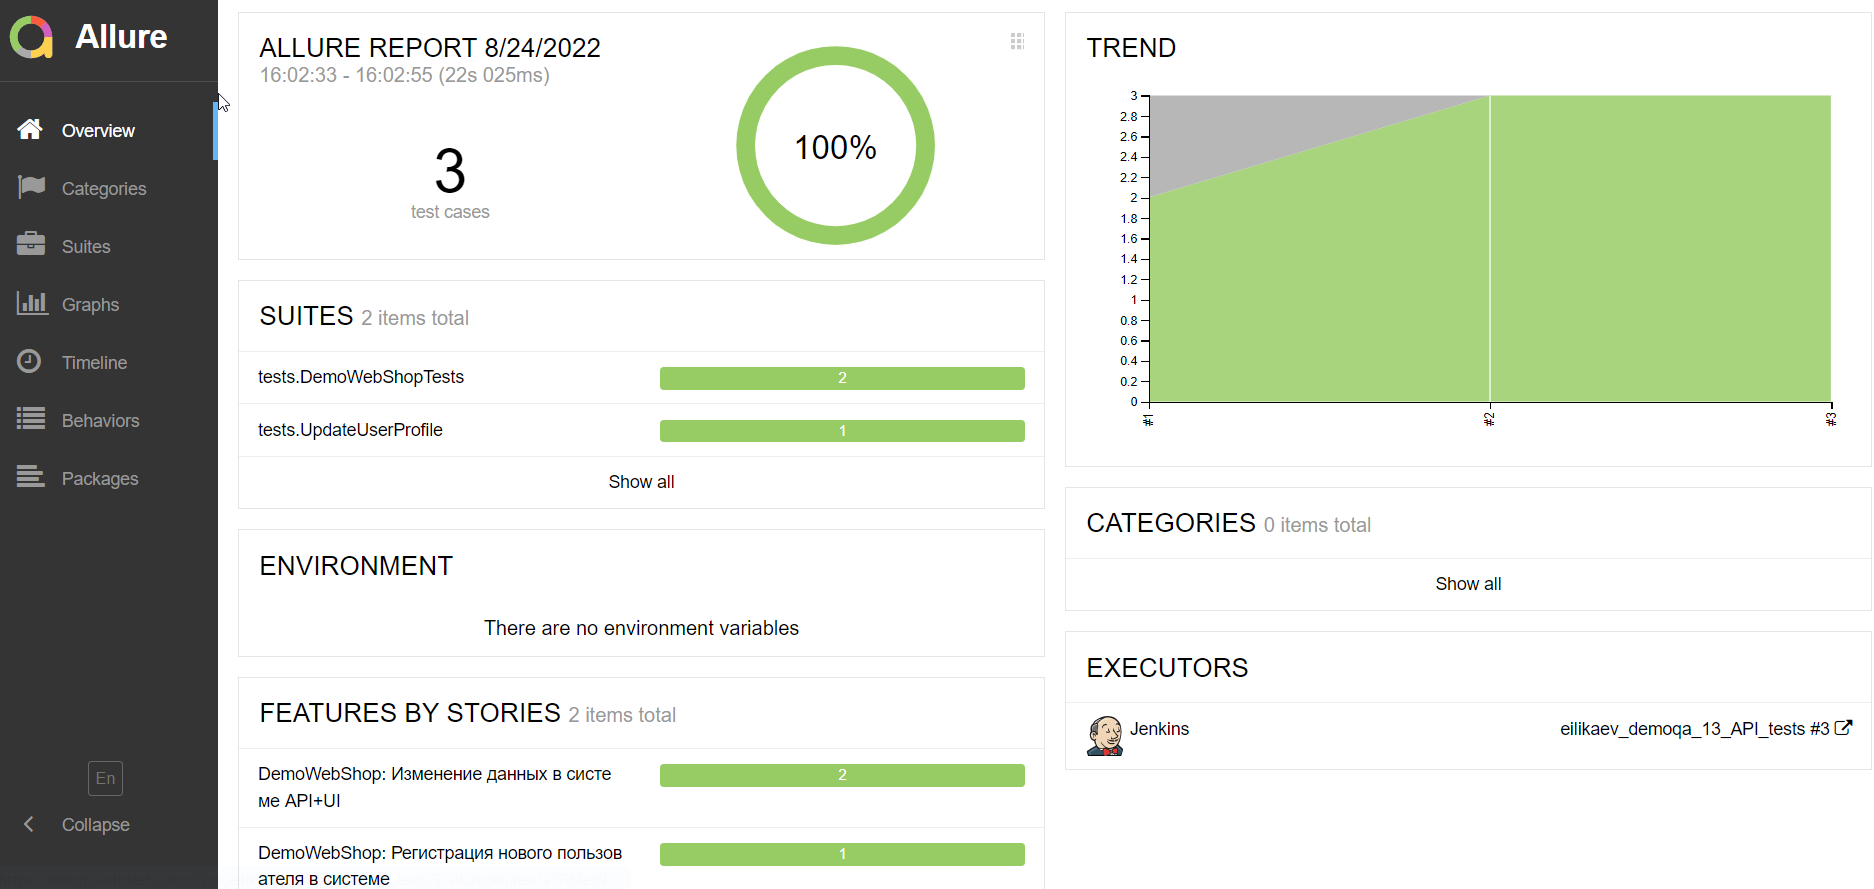 Allure
Overview
Categories
Suites
Graphs
Timeline
Behaviors
Packages
En
Collapse
ALLURE REPORT 8/24/2022
16:02:33 - 16:02:55 (22s 025ms)
3
test cases
100%
SUITES 2 items total
tests.DemoWebShopTests 2
tests.UpdateUserProfile 1
Show all
ENVIRONMENT
There are no environment variables
FEATURES BY STORIES 2 items total
DemoWebShop: Изменение данных в систе 2
ме API+UI
DemoWebShop: Регистрация нового пользов 1
ателя в системе
TREND
3
2.8
2.6
2.4
2.2
2
1.8
1.6
1.4
1.2
1
0.8
0.6
0.4
0.2
0
#1 #2 #3
CATEGORIES 0 items total
Show all
EXECUTORS
Jenkins eilikaev_demoqa_13_API_tests #3